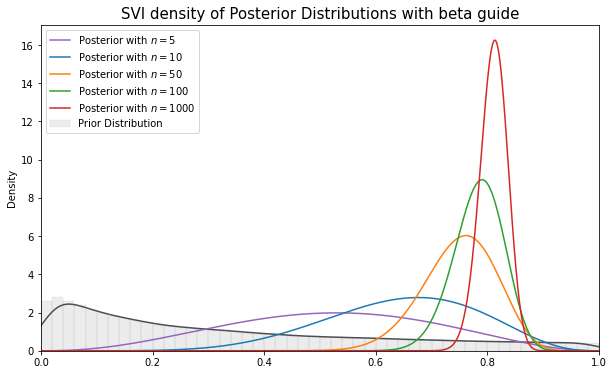 SVI density of Posterior Distributions with beta guide
16
14
12
10
8
6
4
2
0
Density
Posterior with n = 5
Posterior with n = 10
Posterior with n = 50
Posterior with n = 100
Posterior with n = 1000
Prior Distribution
0.0 0.2 0.4 0.6 0.8 1.0